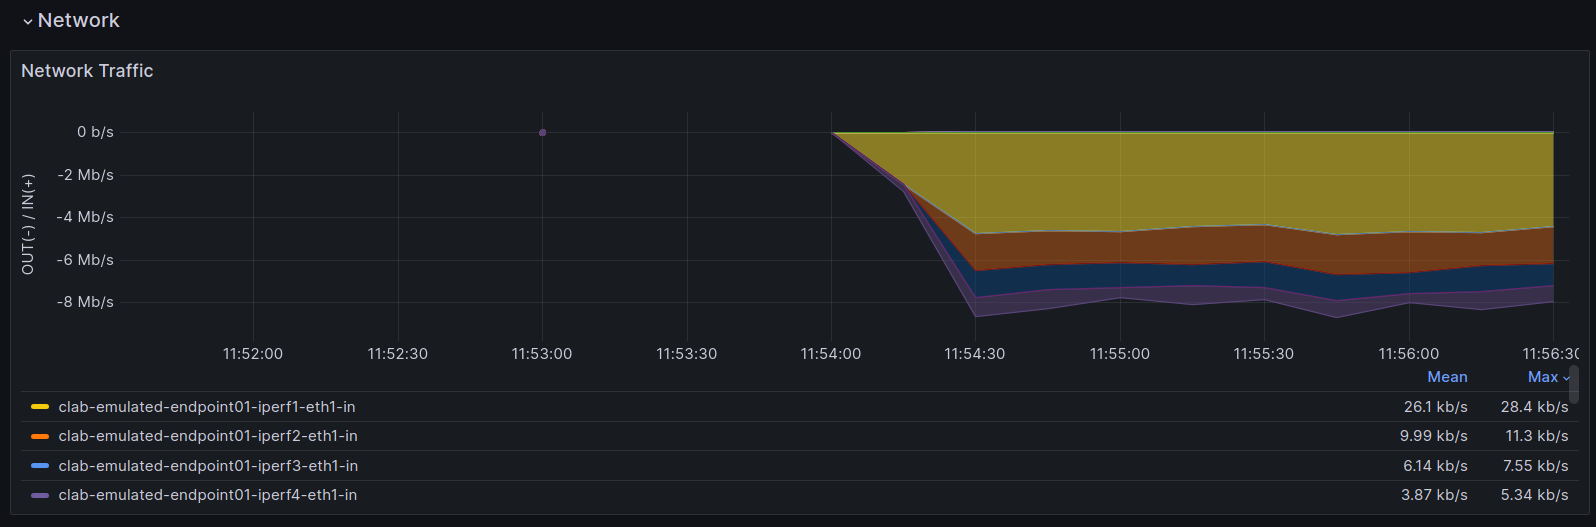 Network
Network Traffic
OUT(-) / IN(+)
0 b/s
-2 Mb/s
-4 Mb/s
-6 Mb/s
-8 Mb/s
11:52:00 11:52:30 11:53:00 11:53:30 11:54:00 11:54:30 11:55:00 11:55:30 11:56:00 11:56:30
Mean Max
clab-emulated-endpoint01-iperf1-eth1-in 26.1 kb/s 28.4 kb/s
clab-emulated-endpoint01-iperf2-eth1-in 9.99 kb/s 11.3 kb/s
clab-emulated-endpoint01-iperf3-eth1-in 6.14 kb/s 7.55 kb/s
clab-emulated-endpoint01-iperf4-eth1-in 3.87 kb/s 5.34 kb/s